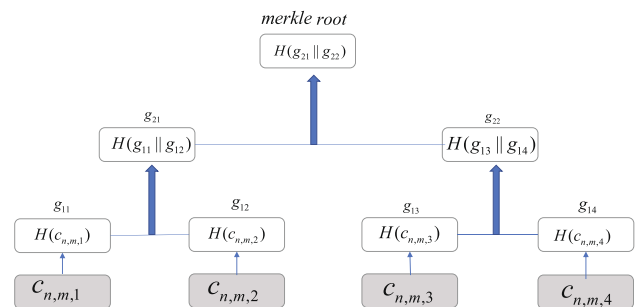 merkle root
H(g₂₁ || g₂₂)
g₂₁ g₂₂
H(g₁₁ || g₁₂) H(g₁₃ || g₁₄)
g₁₁ g₁₂ g₁₃ g₁₄
H(cₙ,ₘ,₁) H(cₙ,ₘ,₂) H(cₙ,ₘ,₃) H(cₙ,ₘ,₄)
cₙ,ₘ,₁ cₙ,ₘ,₂ cₙ,ₘ,₃ cₙ,ₘ,₄